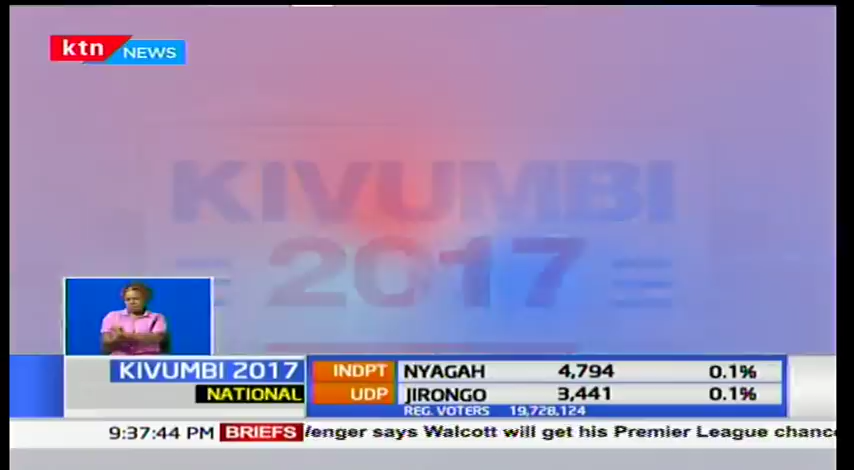 ktn NEWS
KIVUMBI
2017
KIVUMBI 2017
NATIONAL
INDPT NYAGAH 4,794 0.1%
UDP JIRONGO 3,441 0.1%
REG. VOTERS 19,728,124
9:37:44 PM BRIEFS /enger says Walcott will get his Premier League chance